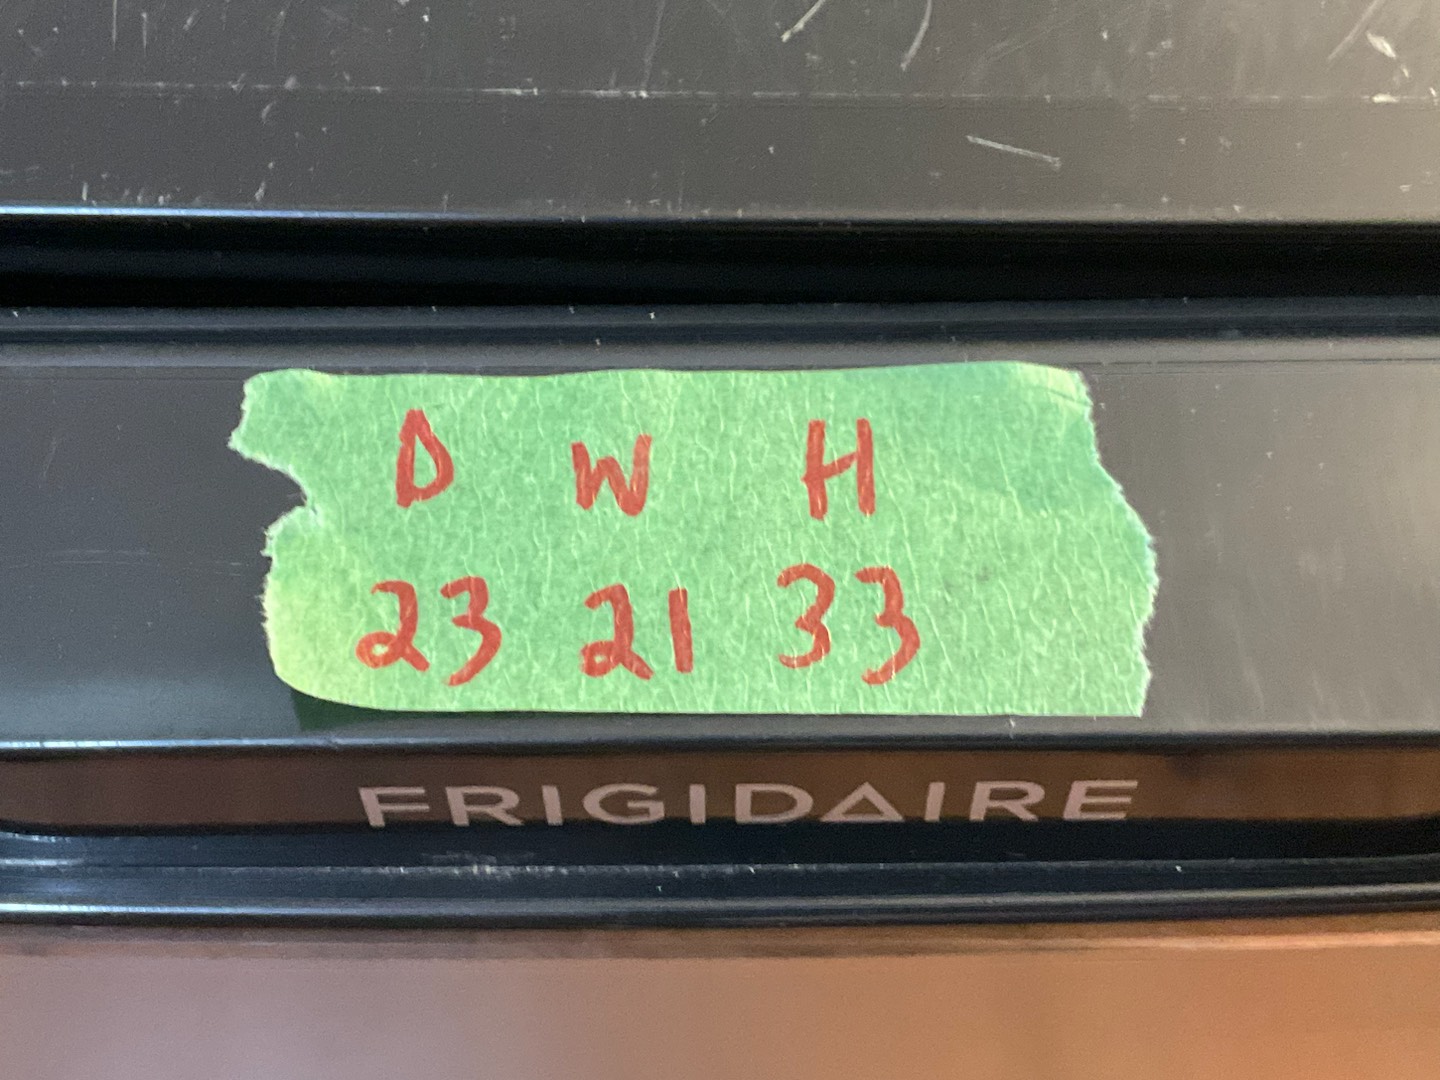 D W H
23 21 33
FRIGIDAIRE